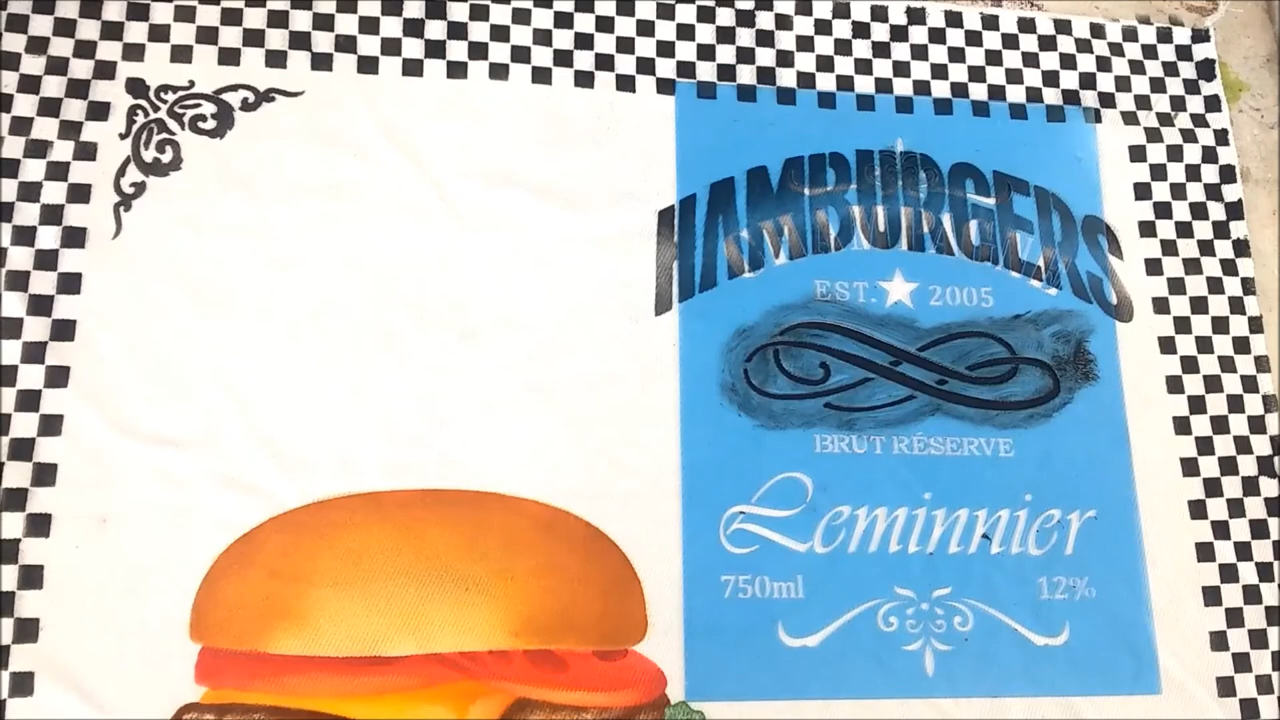 HAMBURGERS
EST. ★ 2005
BRUT RÉSERVE
Leminnier
750ml 12%